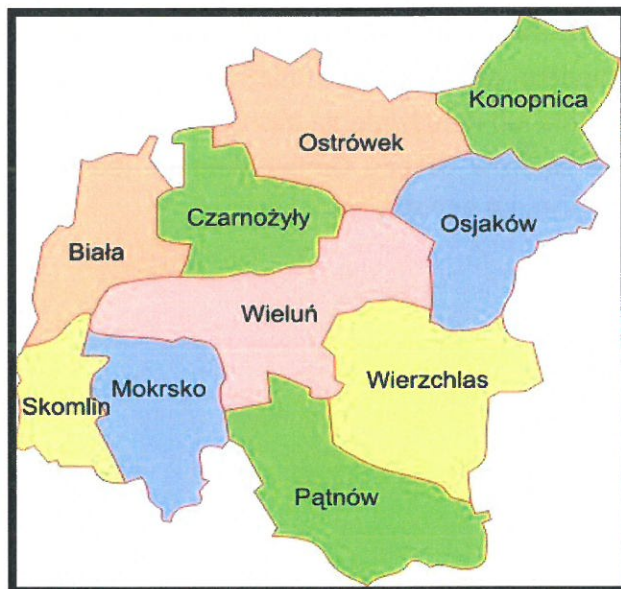 Konopnica
Ostrówek
Czarnożyły
Osjaków
Biała
Wieluń
Wierzchlas
Mokrsko
Skomlin
Pątnów